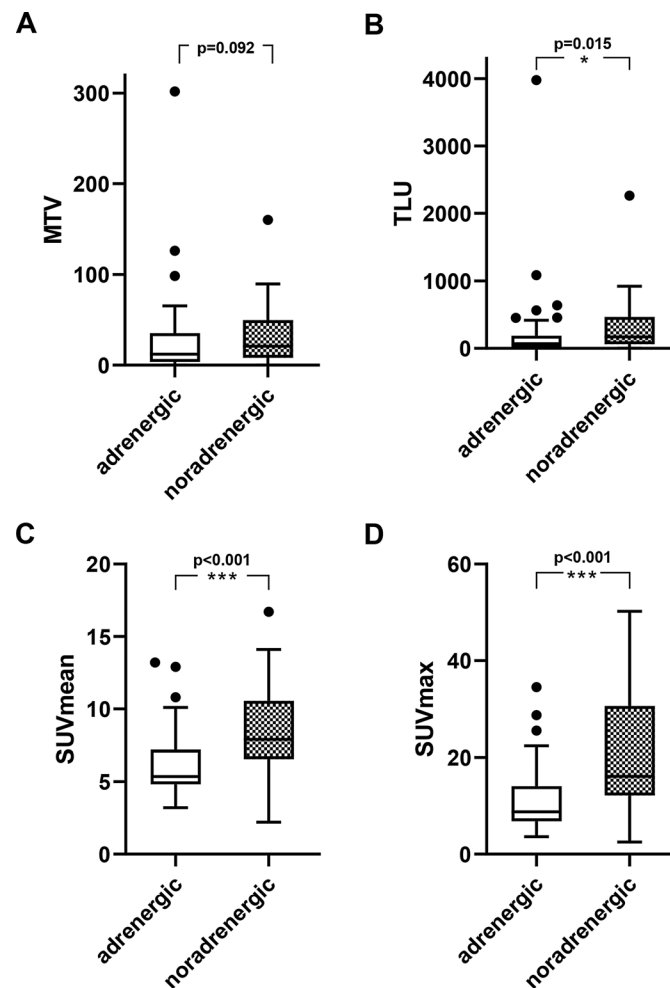 A
p=0.092
MTV
300
200
100
0
adrenergic
noradrenergic
B
p=0.015
*
TLU
4000
3000
2000
1000
0
adrenergic
noradrenergic
C
p<0.001
***
SUVmean
20
15
10
5
0
adrenergic
noradrenergic
D
p<0.001
***
SUVmax
60
40
20
0
adrenergic
noradrenergic